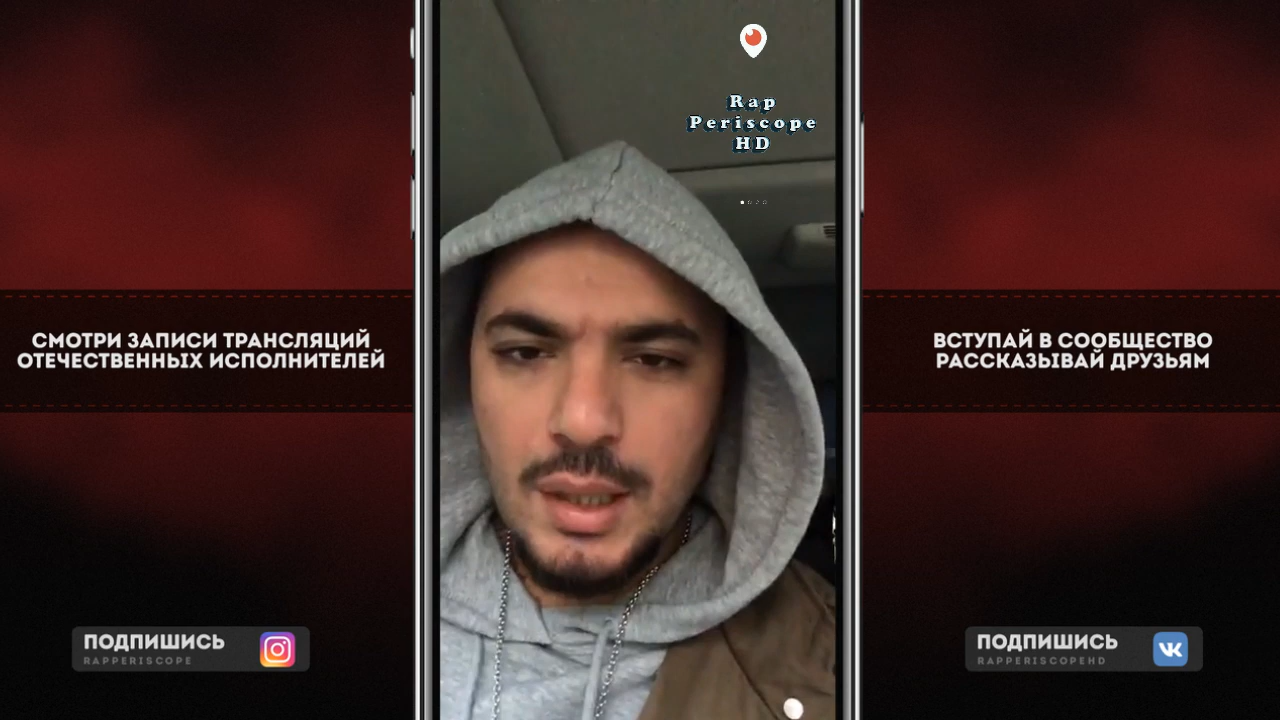 Rap
Periscope
HD
СМОТРИ ЗАПИСИ ТРАНСЛЯЦИЙ
ОТЕЧЕСТВЕННЫХ ИСПОЛНИТЕЛЕЙ
ВСТУПАЙ В СООБЩЕСТВО
РАССКАЗЫВАЙ ДРУЗЬЯМ
ПОДПИШИСЬ
RAPPERISCOPE
ПОДПИШИСЬ
RAPPERISCOPEHD